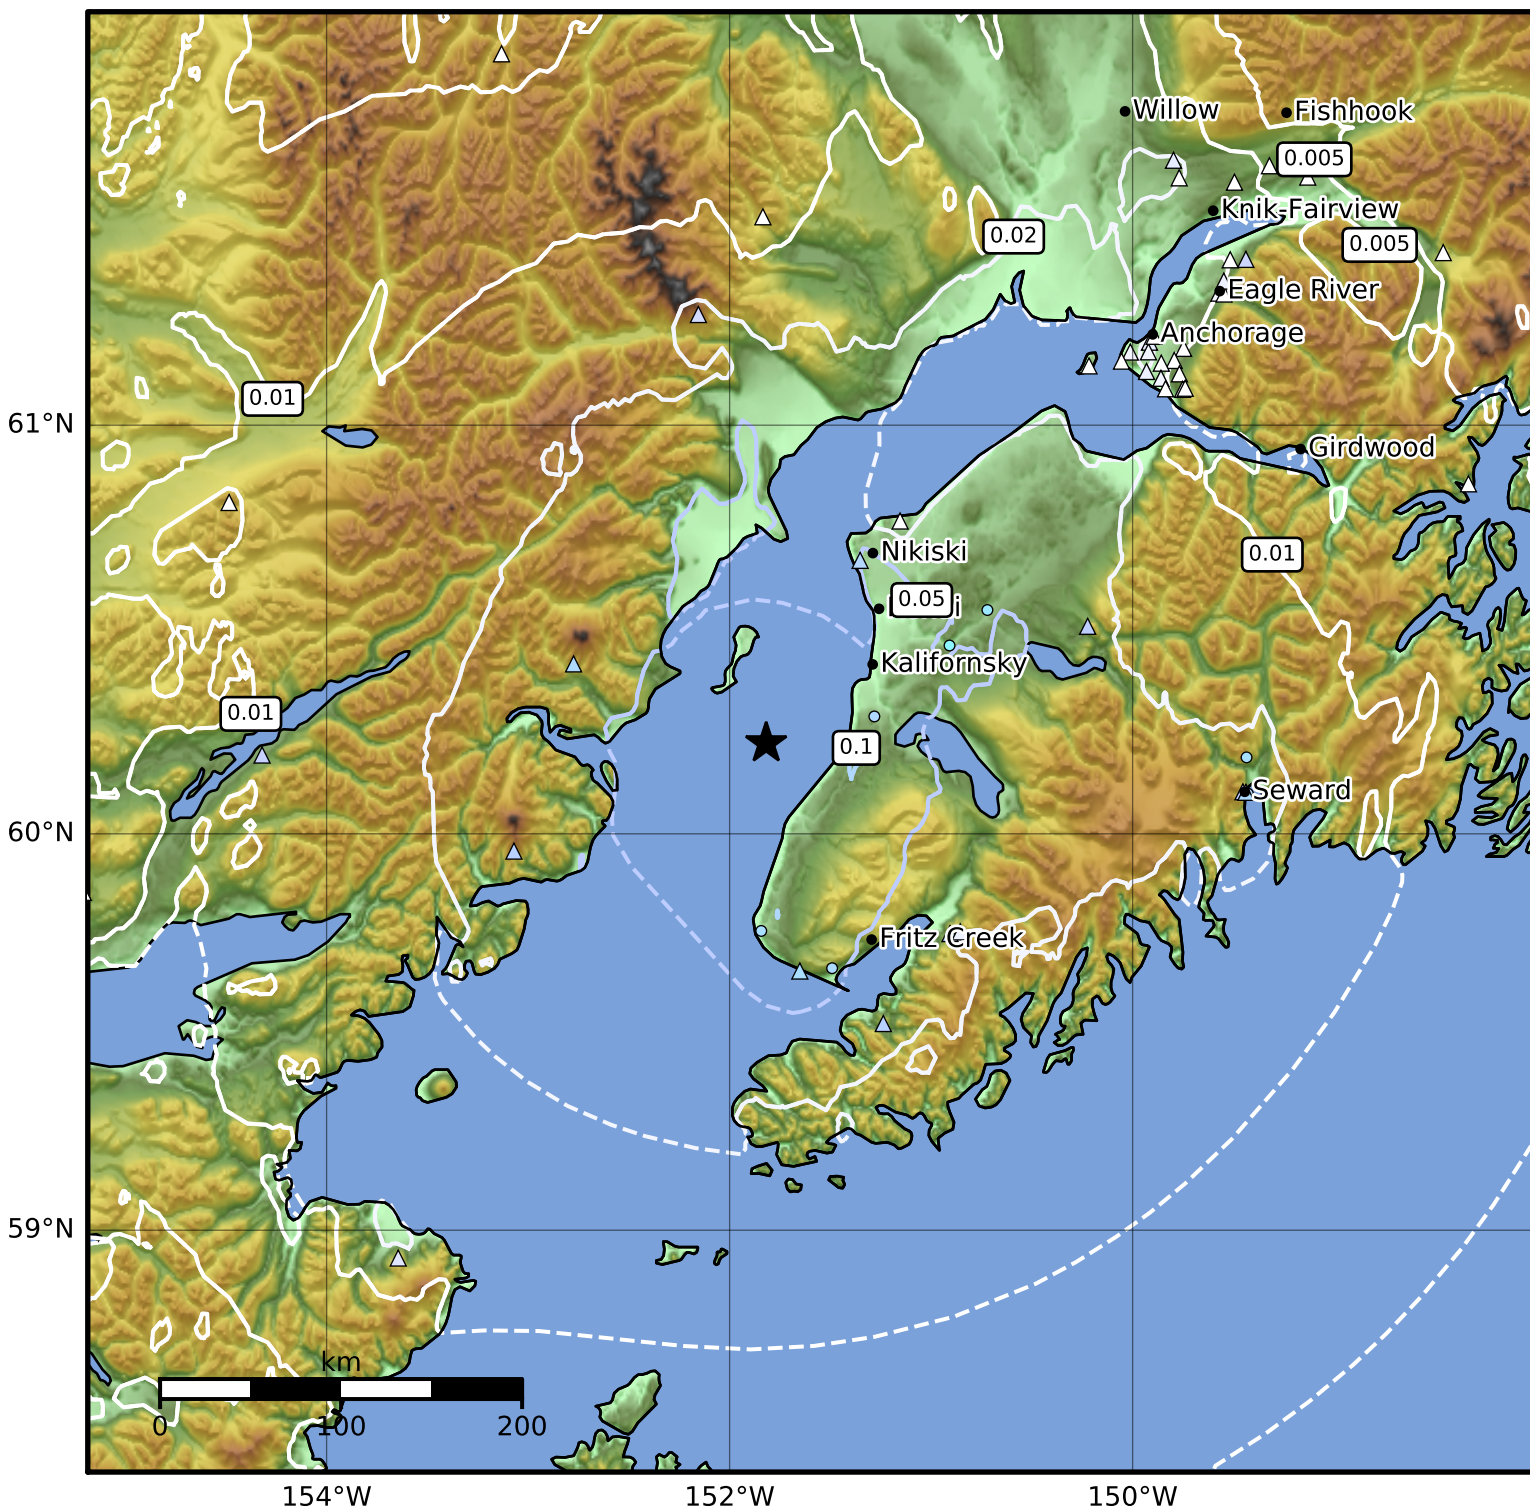 Willow
Fishhook
0.005
Knik-Fairview
0.02
0.005
Eagle River
Anchorage
0.01
61°N
Girdwood
Nikiski
0.01
0.05
Kalifornsky
0.01
0.1
Seward
60°N
Fritz Creek
59°N
km
0 100 200
154°W 152°W 150°W